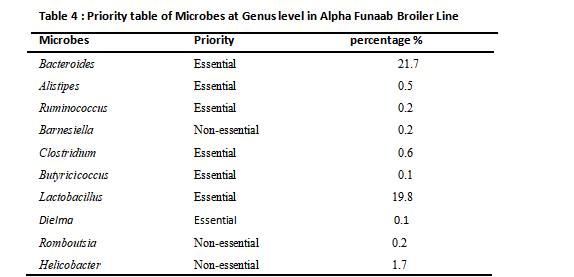 Table 4 : Priority table of Microbes at Genus level in Alpha Funaab Broiler Line
Microbes Priority percentage %
Bacteroides Essential 21.7
Alistipes Essential 0.5
Ruminococcus Essential 0.2
Barnesiella Non-essential 0.2
Clostridium Essential 0.6
Butyricicoccus Essential 0.1
Lactobacillus Essential 19.8
Dielma Essential 0.1
Romboutsia Non-essential 0.2
Helicobacter Non-essential 1.7